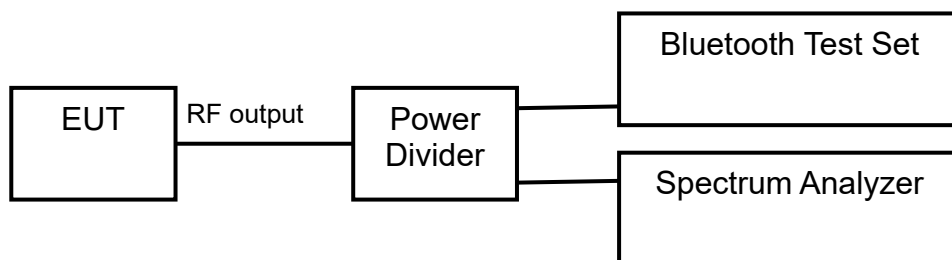 Bluetooth Test Set
EUT
RF output
Power
Divider
Spectrum Analyzer